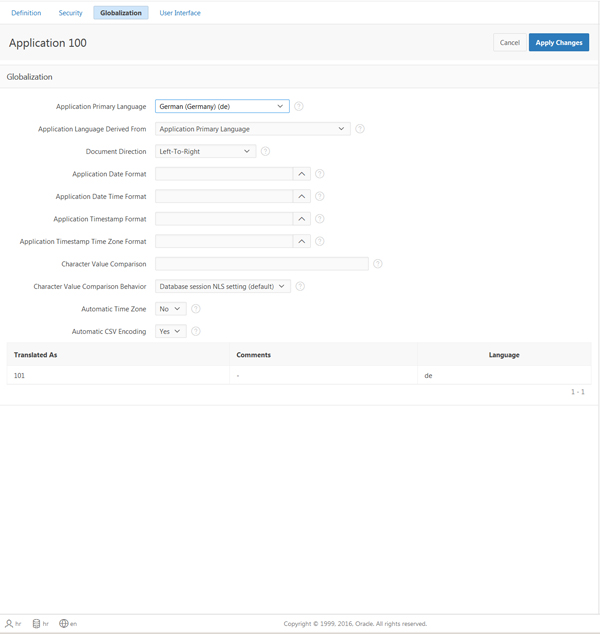 Definition Security Globalization User Interface
Application 100 Cancel Apply Changes
Globalization
Application Primary Language German (Germany) (de) ?
Application Language Derived From Application Primary Language ?
Document Direction Left-To-Right ?
Application Date Format ?
Application Date Time Format ?
Application Timestamp Format ?
Application Timestamp Time Zone Format ?
Character Value Comparison ?
Character Value Comparison Behavior Database session NLS setting (default) ?
Automatic Time Zone No ?
Automatic CSV Encoding Yes ?
Translated As Comments Language
101 - de
1 - 1
hr hr en Copyright © 1999, 2016, Oracle. All rights reserved.